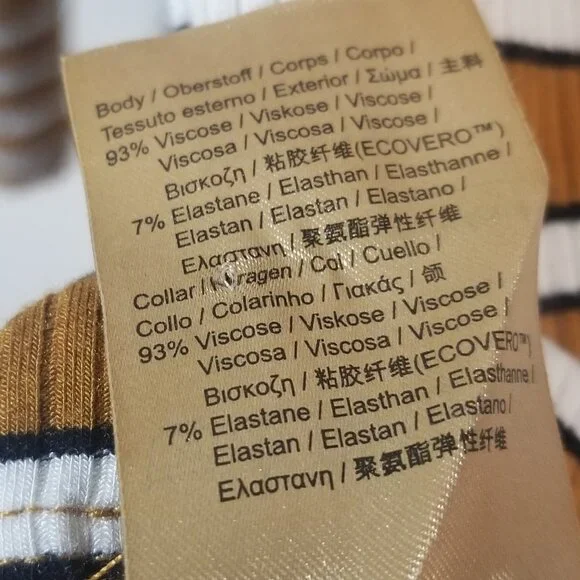 Body / Oberstoff / Corps / Corpo /
Tessuto esterno / Exterior / Σώμα / 主料
93% Viscose / Viskose / Viscose /
Viscosa / Viscosa / Viscose /
Βισκοζη / 粘胶纤维(ECOVERO™)
7% Elastane / Elasthan / Elasthanne /
Elastan / Elastan / Elastano /
Ελαστανη / 聚氨酯弹性纤维
Collar / Kragen / Col / Cuello /
Collo / Colarinho / Γιακάς / 颌
93% Viscose / Viskose / Viscose /
Viscosa / Viscosa / Viscose /
Βισκοζη / 粘胶纤维(ECOVERO™)
7% Elastane / Elasthan / Elasthanne /
Elastan / Elastan / Elastano /
Ελαστανη / 聚氨酯弹性纤维